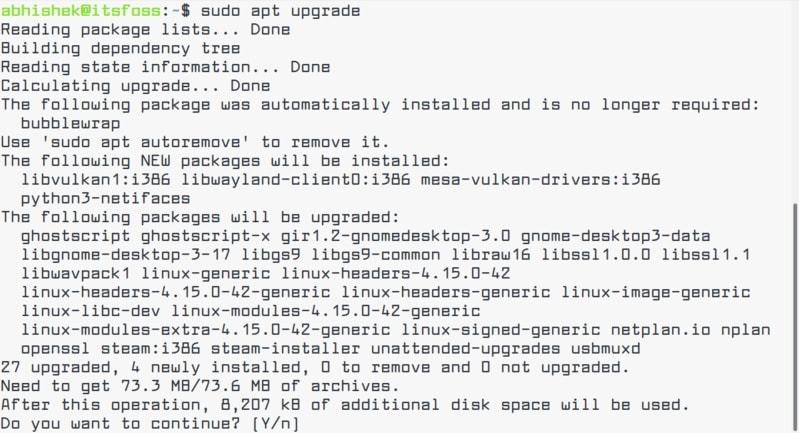 abhishek@itsfoss:~$ sudo apt upgrade
Reading package lists... Done
Building dependency tree
Reading state information... Done
Calculating upgrade... Done
The following package was automatically installed and is no longer required:
  bubblewrap
Use 'sudo apt autoremove' to remove it.
The following NEW packages will be installed:
  libvulkan1:i386 libwayland-client0:i386 mesa-vulkan-drivers:i386
  python3-netifaces
The following packages will be upgraded:
  ghostscript ghostscript-x gir1.2-gnomedesktop-3.0 gnome-desktop3-data
  libgnome-desktop-3-17 libgs9 libgs9-common libraw16 libssl1.0.0 libssl1.1
  libwavpack1 linux-generic linux-headers-4.15.0-42
  linux-headers-4.15.0-42-generic linux-headers-generic linux-image-generic
  linux-libc-dev linux-modules-4.15.0-42-generic
  linux-modules-extra-4.15.0-42-generic linux-signed-generic netplan.io nplan
  openssl steam:i386 steam-installer unattended-upgrades usbmuxd
27 upgraded, 4 newly installed, 0 to remove and 0 not upgraded.
Need to get 73.3 MB/73.6 MB of archives.
After this operation, 8,207 kB of additional disk space will be used.
Do you want to continue? [Y/n]